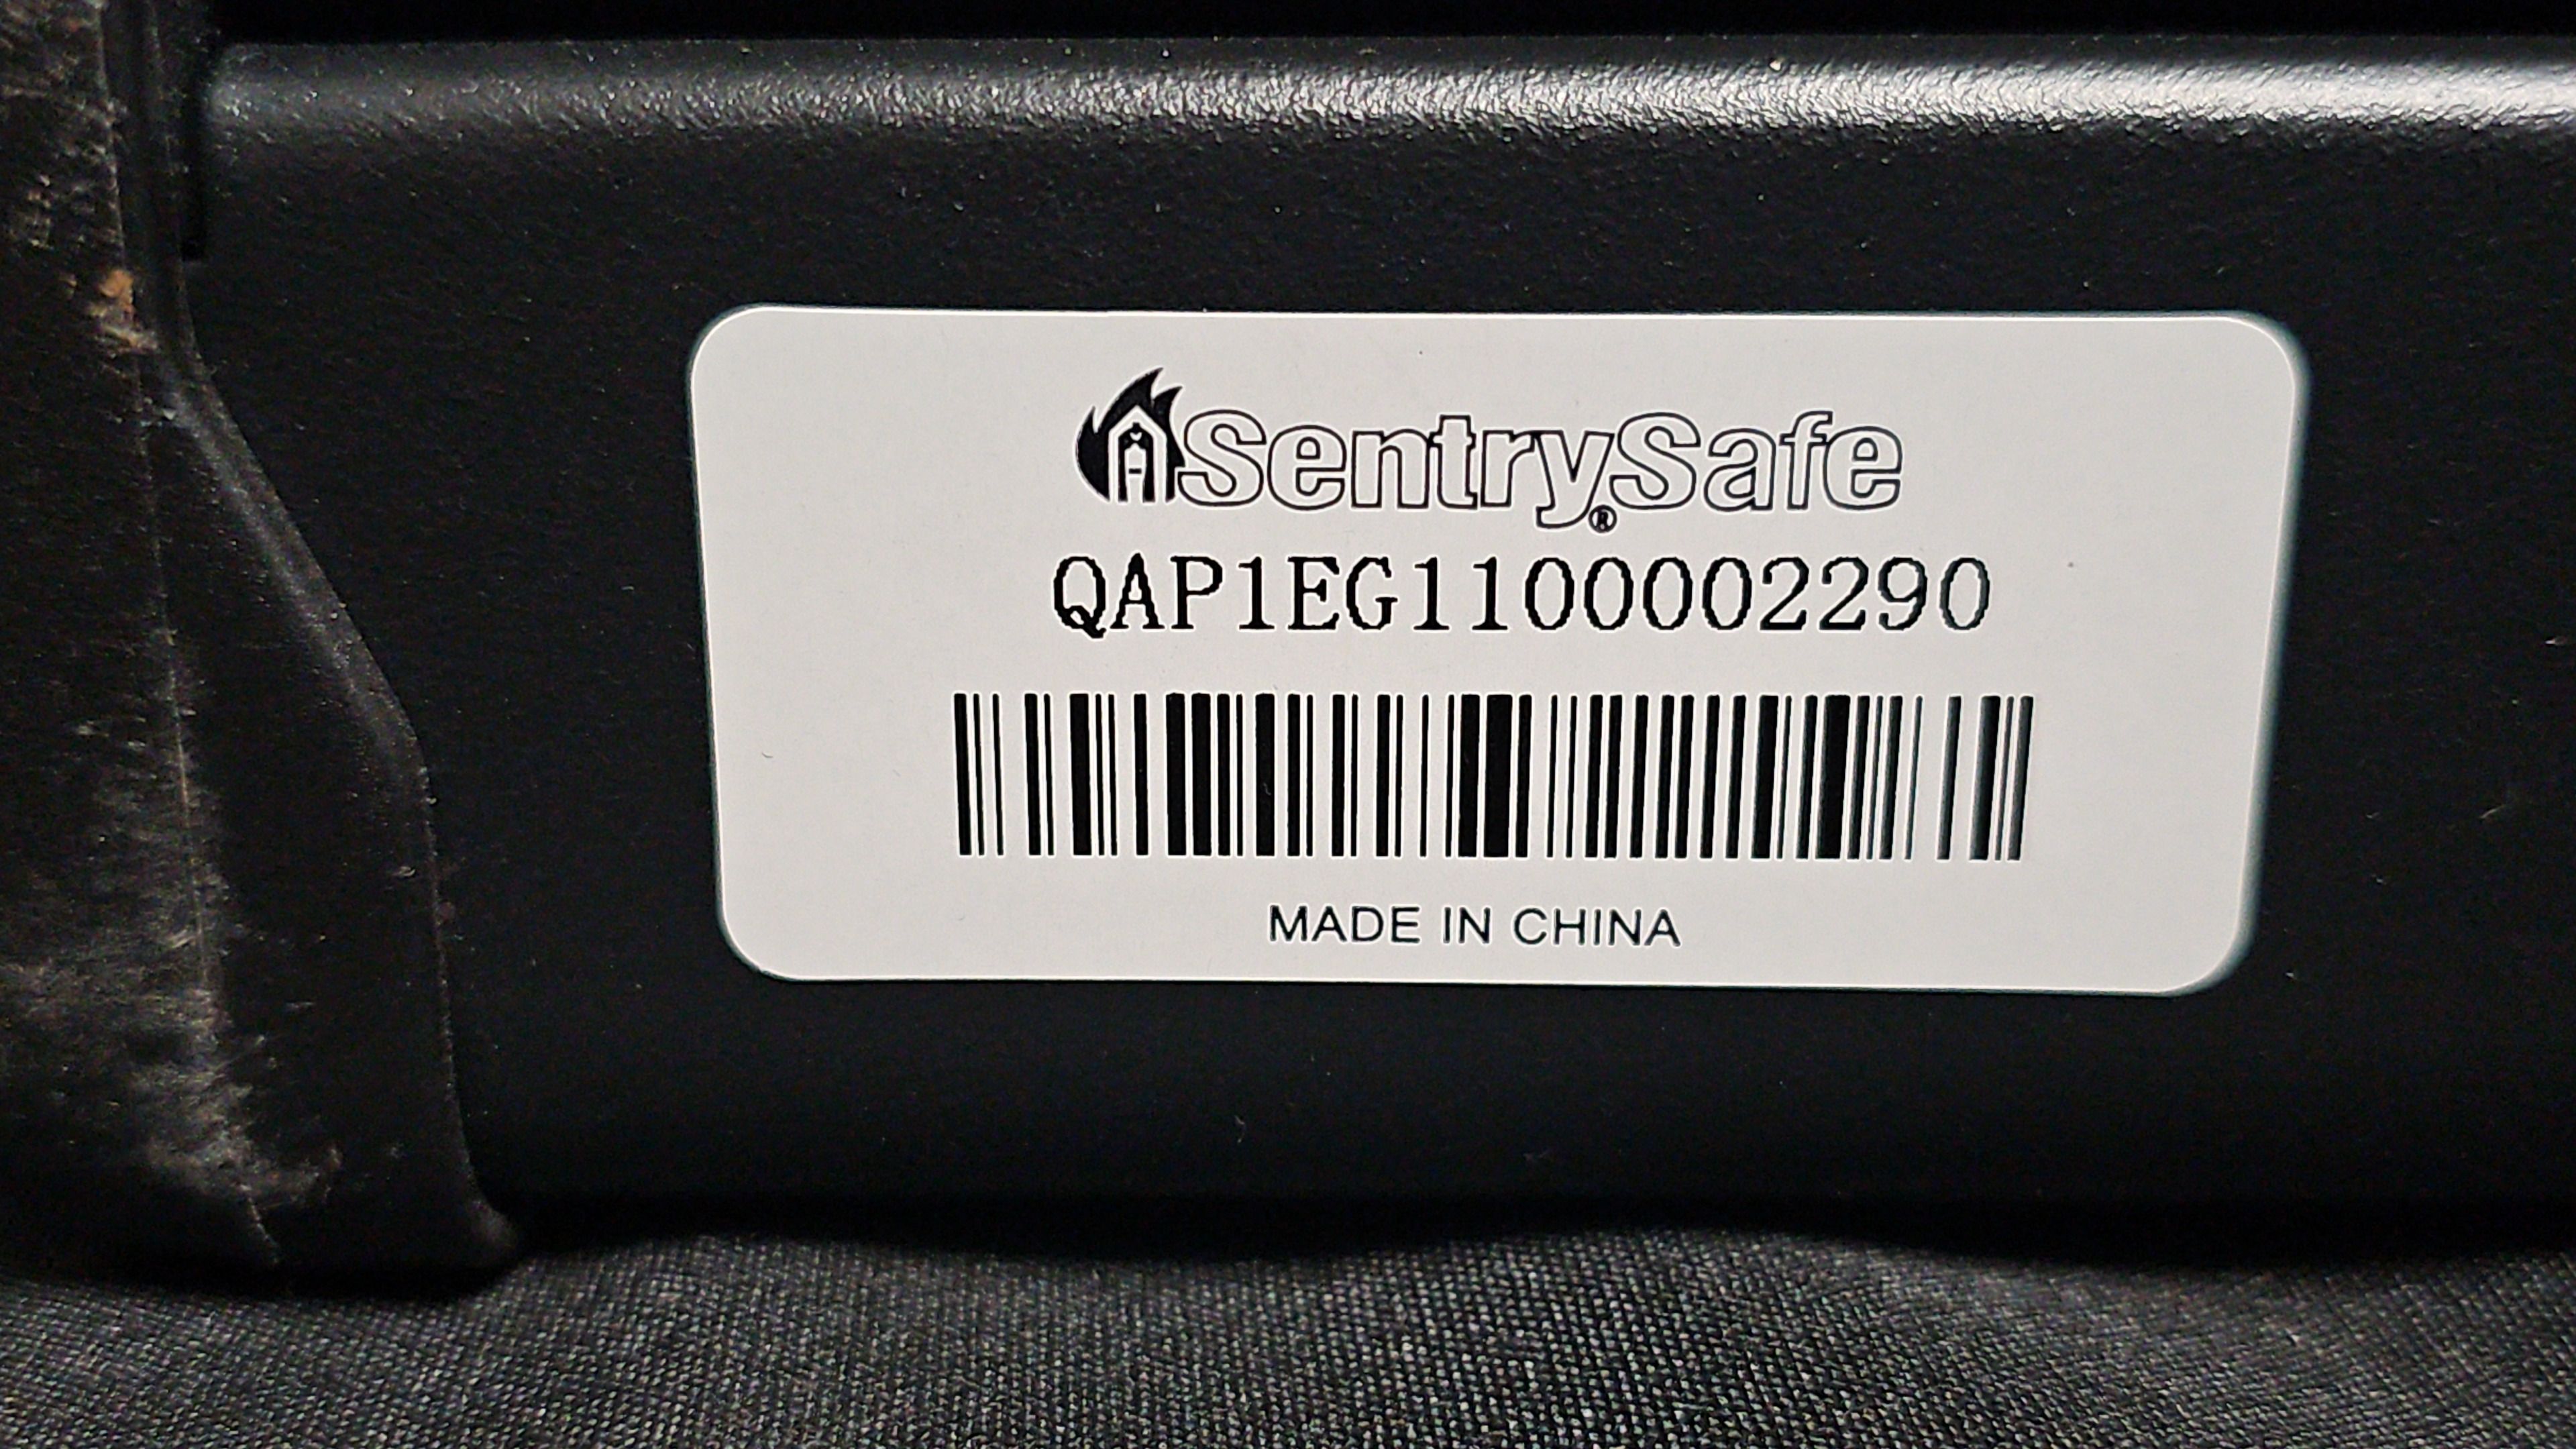 SentrySafe®
QAP1EG1100002290
MADE IN CHINA